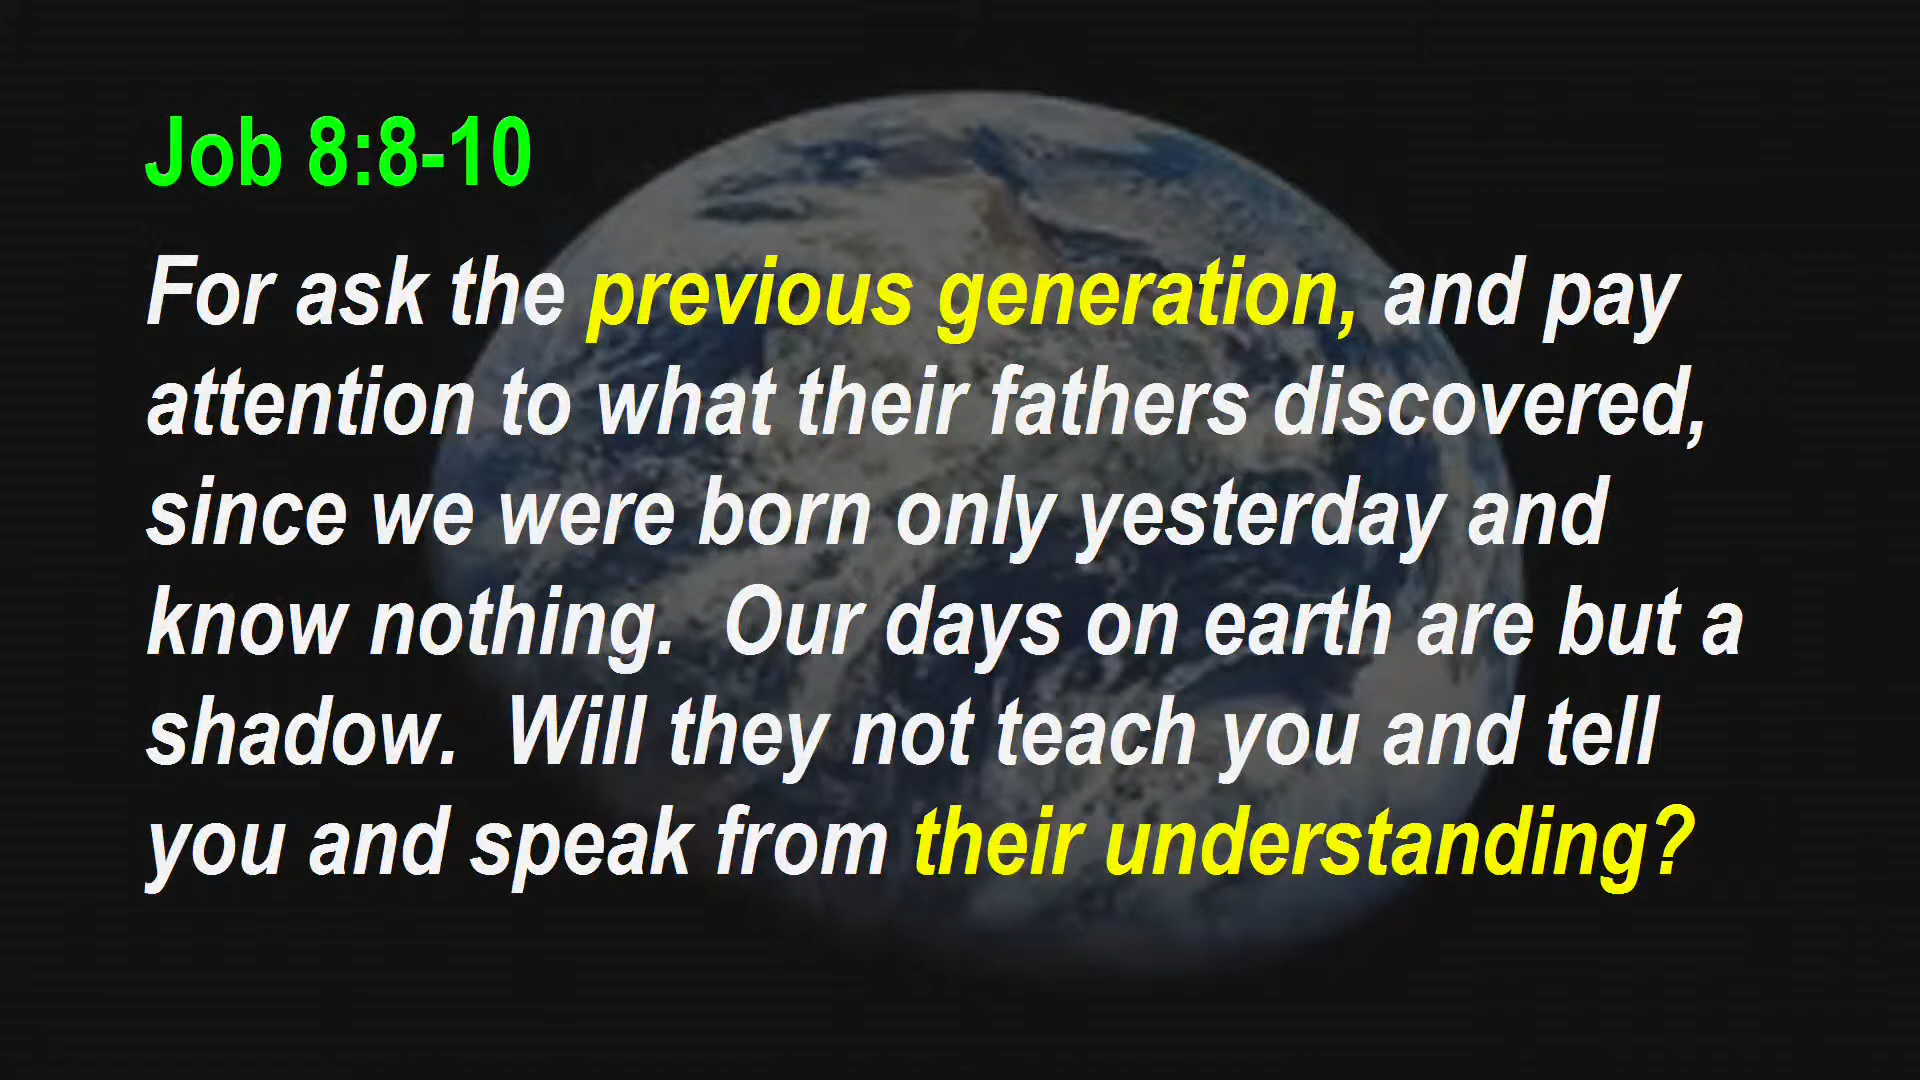 Job 8:8-10
For ask the previous generation, and pay
attention to what their fathers discovered,
since we were born only yesterday and
know nothing.  Our days on earth are but a
shadow.  Will they not teach you and tell
you and speak from their understanding?